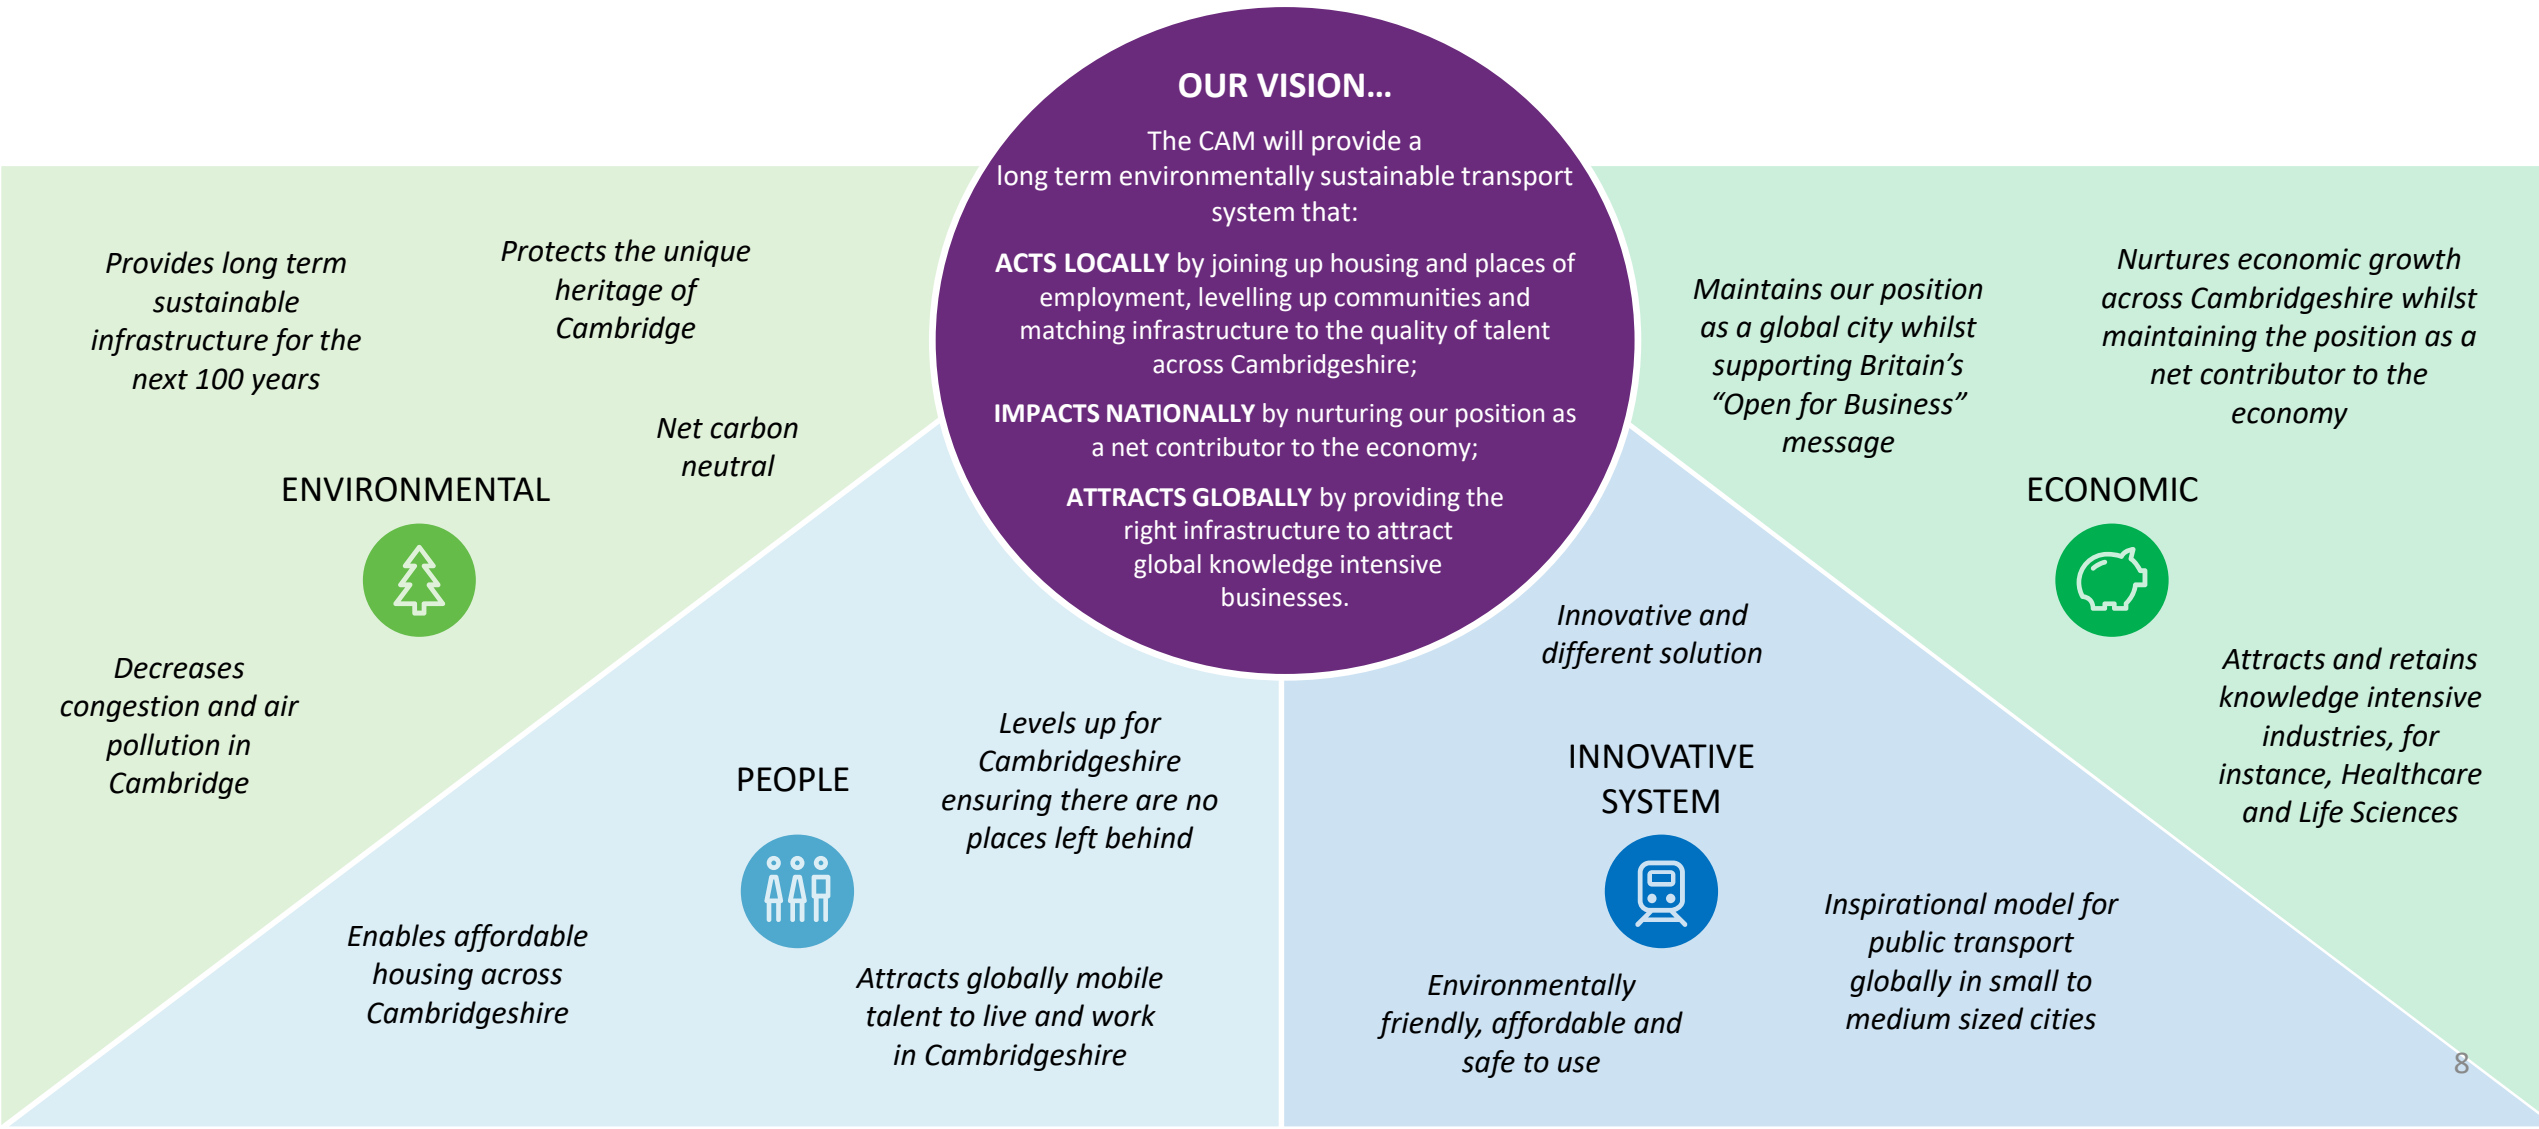 OUR VISION...
The CAM will provide a
long term environmentally sustainable transport
system that:
ACTS LOCALLY by joining up housing and places of
employment, levelling up communities and
matching infrastructure to the quality of talent
across Cambridgeshire;
IMPACTS NATIONALLY by nurturing our position as
a net contributor to the economy;
ATTRACTS GLOBALLY by providing the
right infrastructure to attract
global knowledge intensive
businesses.
Provides long term
sustainable
infrastructure for the
next 100 years
Protects the unique
heritage of
Cambridge
Net carbon
neutral
ENVIRONMENTAL
Decreases
congestion and air
pollution in
Cambridge
PEOPLE
Levels up for
Cambridgeshire
ensuring there are no
places left behind
Enables affordable
housing across
Cambridgeshire
Attracts globally mobile
talent to live and work
in Cambridgeshire
Innovative and
different solution
INNOVATIVE
SYSTEM
Environmentally
friendly, affordable and
safe to use
Inspirational model for
public transport
globally in small to
medium sized cities
Maintains our position
as a global city whilst
supporting Britain's
“Open for Business”
message
Nurtures economic growth
across Cambridgeshire whilst
maintaining the position as a
net contributor to the
economy
ECONOMIC
Attracts and retains
knowledge intensive
industries, for
instance, Healthcare
and Life Sciences
8